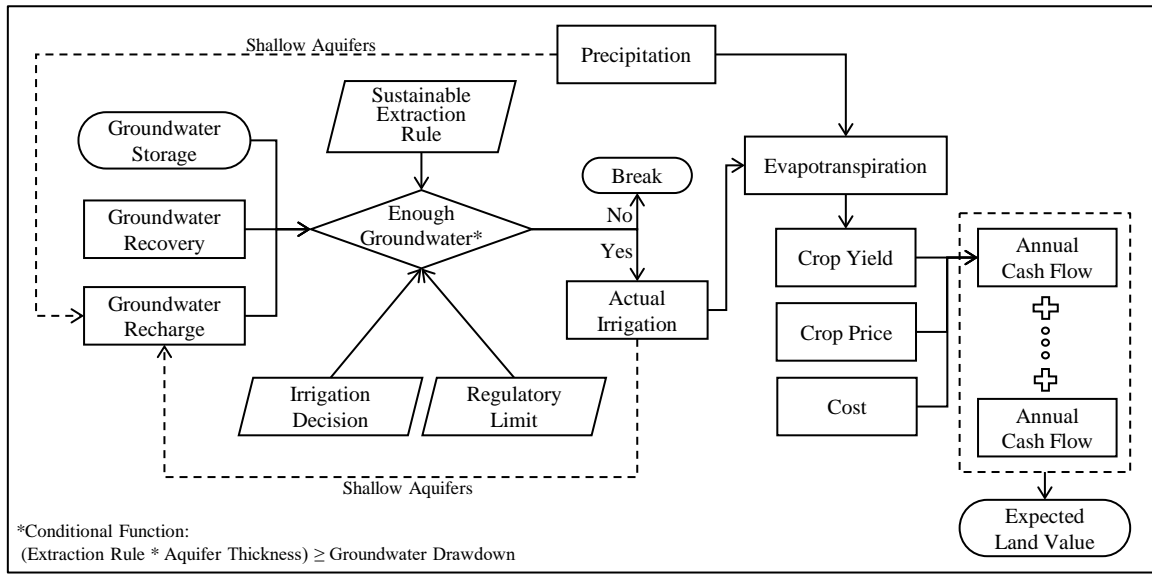 Shallow Aquifers
Precipitation
Sustainable
Extraction
Rule
Groundwater
Storage
Evapotranspiration
Break
Enough
Groundwater*
No
Yes
Groundwater
Recovery
Crop Yield
Annual
Cash Flow
Groundwater
Recharge
Actual
Irrigation
Crop Price
Irrigation
Decision
Regulatory
Limit
Cost
Annual
Cash Flow
Shallow Aquifers
Expected
Land Value
*Conditional Function:
(Extraction Rule * Aquifer Thickness) ≥ Groundwater Drawdown